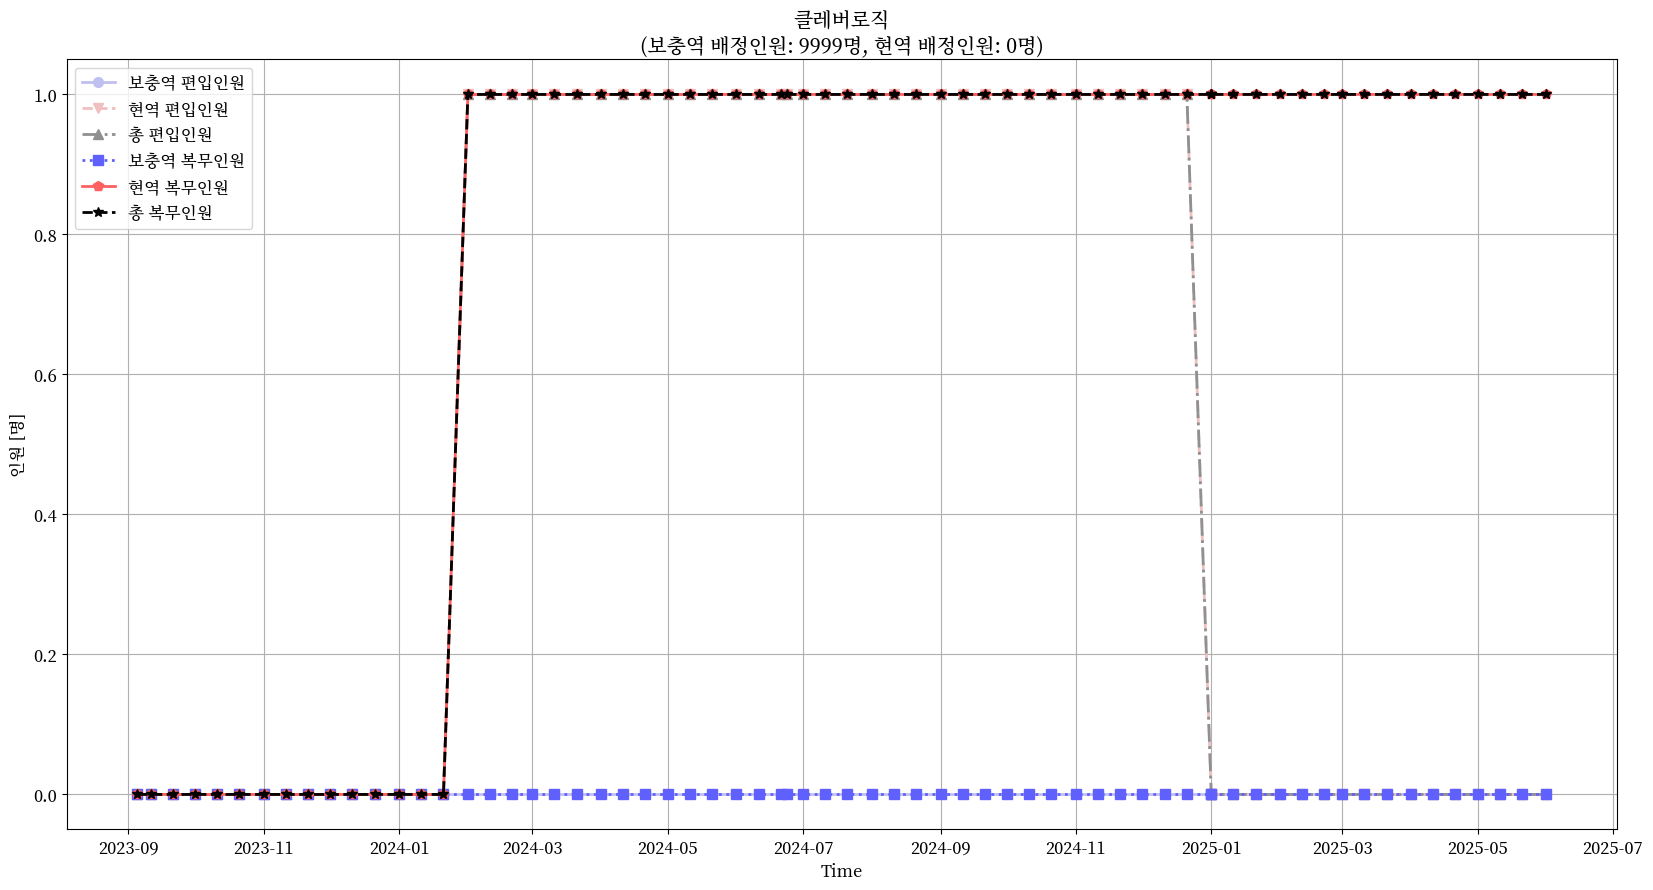 클레버로직
(보충역 배정인원: 9999명, 현역 배정인원: 0명)
보충역 편입인원
현역 편입인원
총 편입인원
보충역 복무인원
현역 복무인원
총 복무인원
1.0
0.8
0.6
0.4
0.2
0.0
인원 [명]
2023-09 2023-11 2024-01 2024-03 2024-05 2024-07 2024-09 2024-11 2025-01 2025-03 2025-05 2025-07
Time